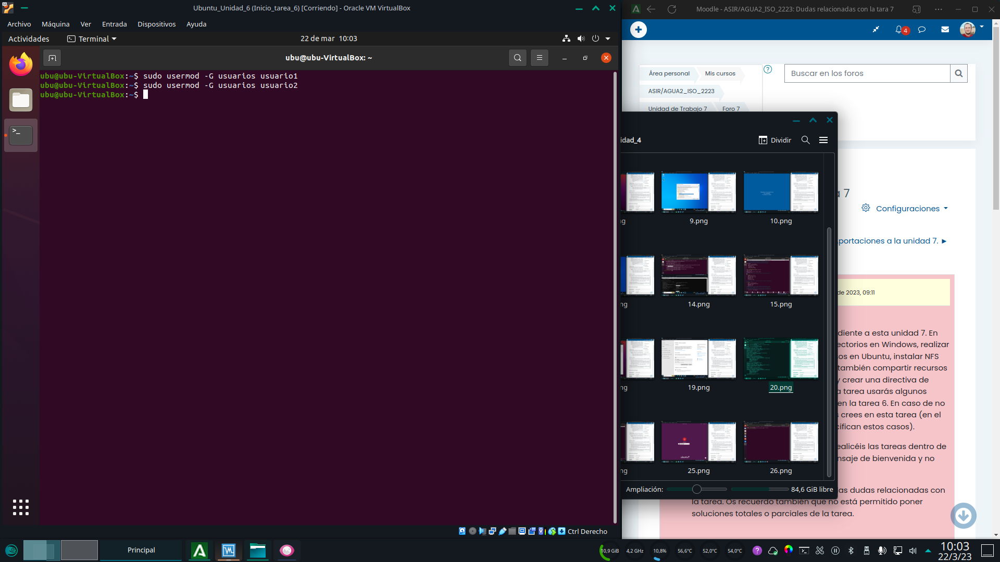 Ubuntu_Unidad_6 (Inicio_tarea_6) [Corriendo] - Oracle VM VirtualBox
Archivo Máquina Ver Entrada Dispositivos Ayuda
Actividades Terminal 22 de mar 10:03
ubu@ubu-VirtualBox: ~
ubu@ubu-VirtualBox:~$ sudo usermod -G usuarios usuario1
ubu@ubu-VirtualBox:~$ sudo usermod -G usuarios usuario2
ubu@ubu-VirtualBox:~$
Ctrl Derecho
Moodle - ASIR/AGUA2_ISO_2223: Dudas relacionadas con la tara 7
4
Área personal Mis cursos
ASIR/AGUA2_ISO_2223
Unidad de Trabajo 7 Foro 7
Buscar en los foros
idad_4
Dividir
ng 9.png 10.png
ng 14.png 15.png
ng 19.png 20.png
ng 25.png 26.png
Ampliación: 84,6 GiB libre
a 7
Configuraciones
portaciones a la unidad 7. ►
de 2023, 09:11
diente a esta unidad 7. En
ectorios en Windows, realizar
os en Ubuntu, instalar NFS
también compartir recursos
y crear una directiva de
a tarea usarás algunos
en la tarea 6. En caso de no
s crees en esta tarea (en el
cifican estos casos).
ealicéis las tareas dentro de
nsaje de bienvenida y no
as dudas relacionadas con
la tarea. Os recuerdo también que no está permitido poner
soluciones totales o parciales de la tarea.
Principal
10,9 GiB 4,2 GHz 10,8% 56,6°C 52,0°C 54,0°C
10:03
22/3/23